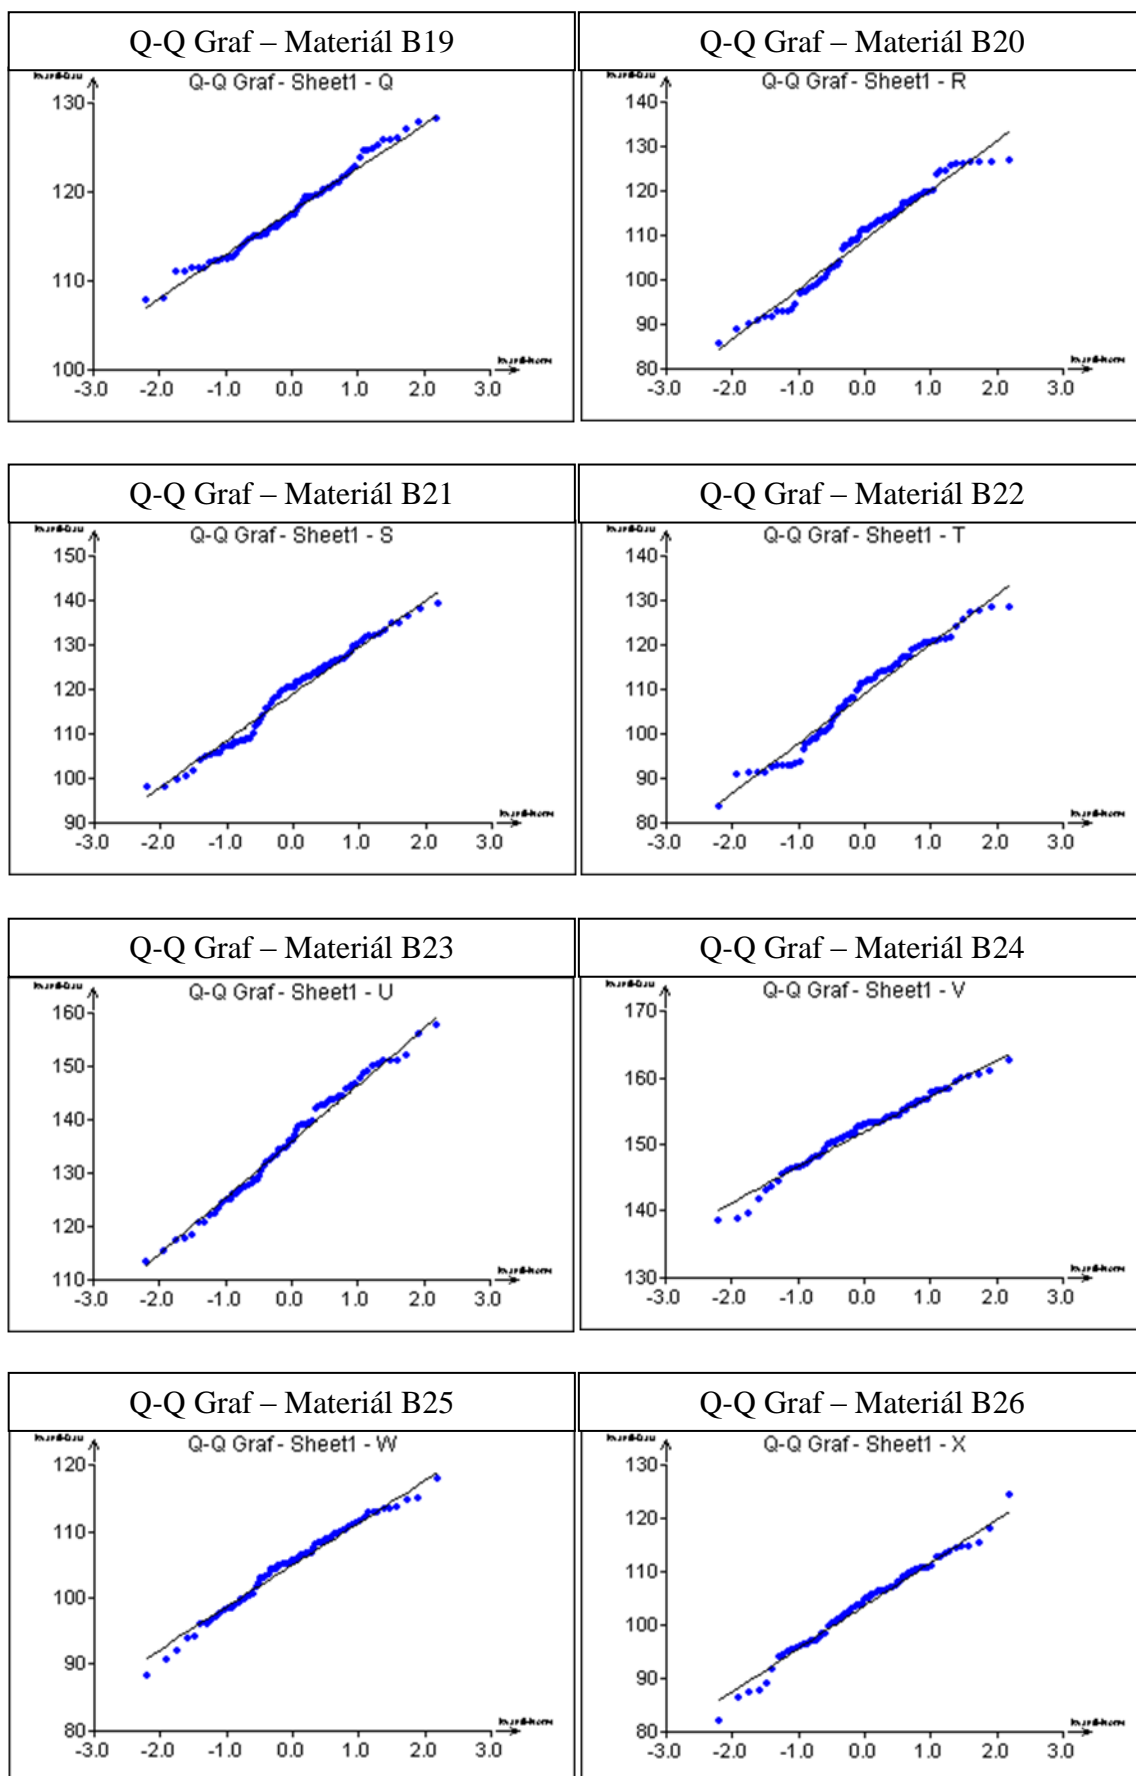 Q-Q Graf – Materiál B19
Q-Q Graf - Sheet1 - Q
130
120
110
100
-3.0 -2.0 -1.0 0.0 1.0 2.0 3.0
Q-Q Graf – Materiál B20
Q-Q Graf - Sheet1 - R
140
130
120
110
100
90
80
-3.0 -2.0 -1.0 0.0 1.0 2.0 3.0
Q-Q Graf – Materiál B21
Q-Q Graf - Sheet1 - S
150
140
130
120
110
100
90
-3.0 -2.0 -1.0 0.0 1.0 2.0 3.0
Q-Q Graf – Materiál B22
Q-Q Graf - Sheet1 - T
140
130
120
110
100
90
80
-3.0 -2.0 -1.0 0.0 1.0 2.0 3.0
Q-Q Graf – Materiál B23
Q-Q Graf - Sheet1 - U
160
150
140
130
120
110
-3.0 -2.0 -1.0 0.0 1.0 2.0 3.0
Q-Q Graf – Materiál B24
Q-Q Graf - Sheet1 - V
170
160
150
140
130
-3.0 -2.0 -1.0 0.0 1.0 2.0 3.0
Q-Q Graf – Materiál B25
Q-Q Graf - Sheet1 - W
120
110
100
90
80
-3.0 -2.0 -1.0 0.0 1.0 2.0 3.0
Q-Q Graf – Materiál B26
Q-Q Graf - Sheet1 - X
130
120
110
100
90
80
-3.0 -2.0 -1.0 0.0 1.0 2.0 3.0